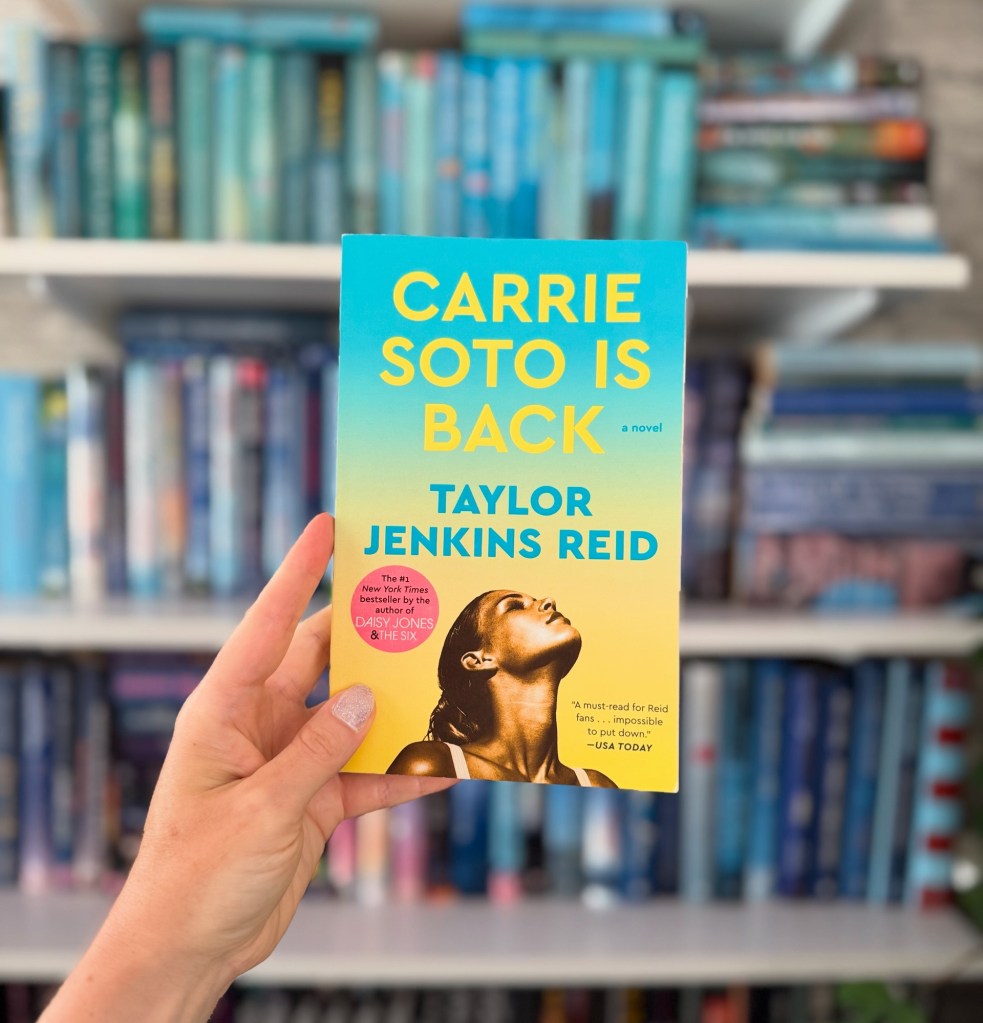 CARRIE
SOTO IS
BACK
a novel
TAYLOR
JENKINS REID
The #1
New York Times
bestseller by the
author of
DAISY JONES
& THE SIX
"A must-read for Reid
fans . . . impossible
to put down."
—USA TODAY